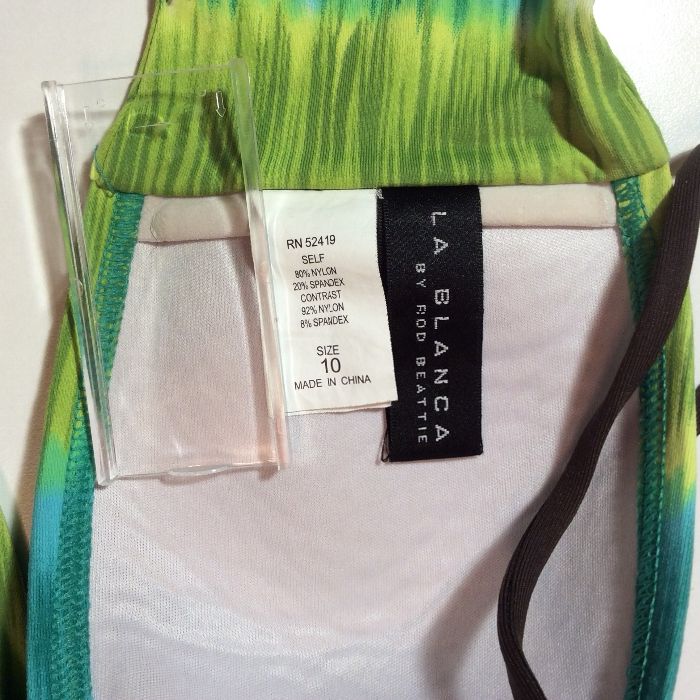 RN 52419
SELF
80% NYLON
20% SPANDEX
CONTRAST
92% NYLON
8% SPANDEX
SIZE
10
MADE IN CHINA
LA BLANCA
BY ROD BEATTIE